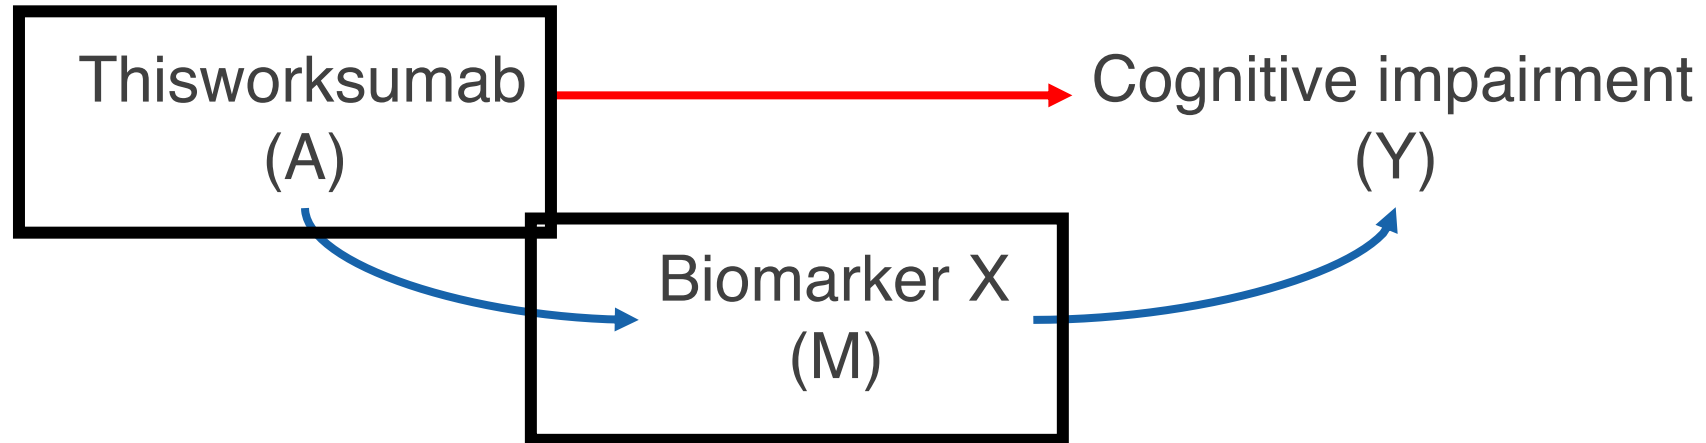 Thisworksumab
(A)
Cognitive impairment
(Y)
Biomarker X
(M)